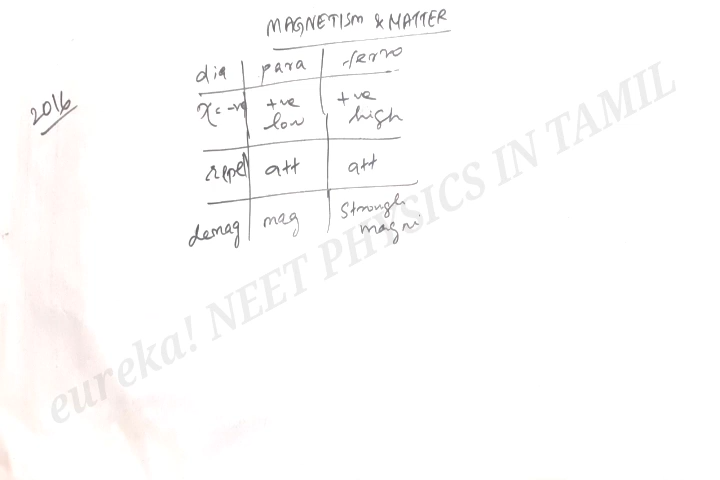 MAGNETISM & MATTER
2016
dia para ferro
χ = -ve +ve low +ve high
repel att att
demag mag Strongly magni
eureka! NEET PHYSICS IN TAMIL